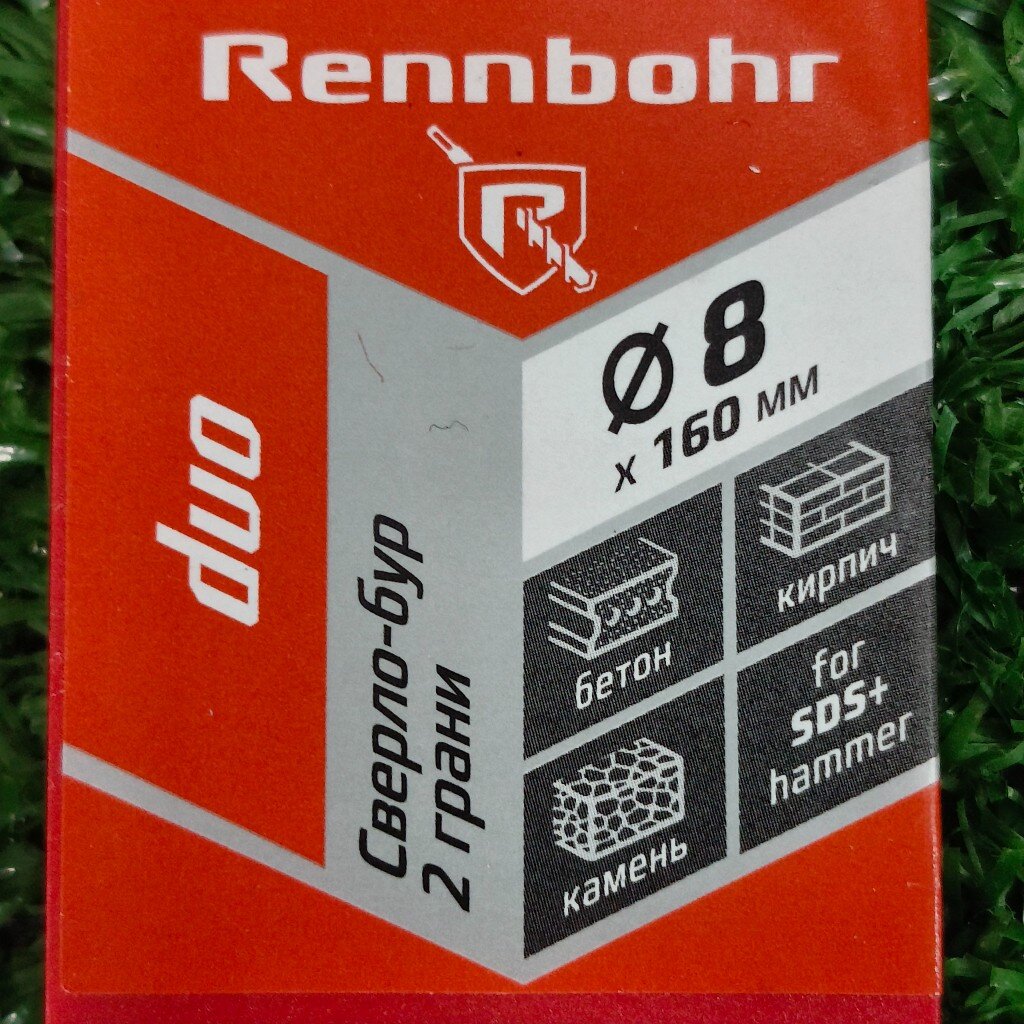 Rennbohr
R
duo
Сверло-бур
2 грани
Ø 8
x 160 мм
бетон
кирпич
камень
for
SDS+
hammer